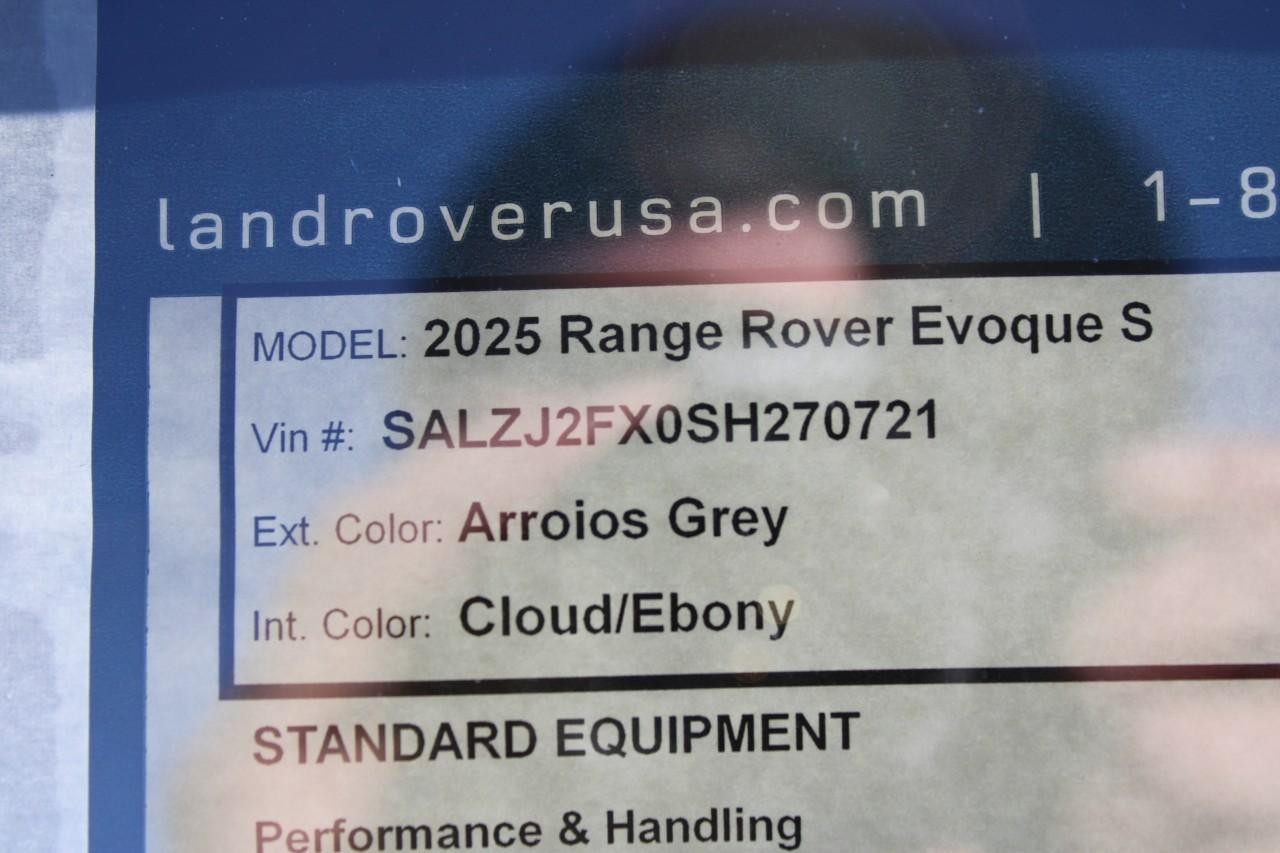 landroverusa.com | 1-8
MODEL: 2025 Range Rover Evoque S
Vin #: SALZJ2FX0SH270721
Ext. Color: Arroios Grey
Int. Color: Cloud/Ebony
STANDARD EQUIPMENT
Performance & Handling